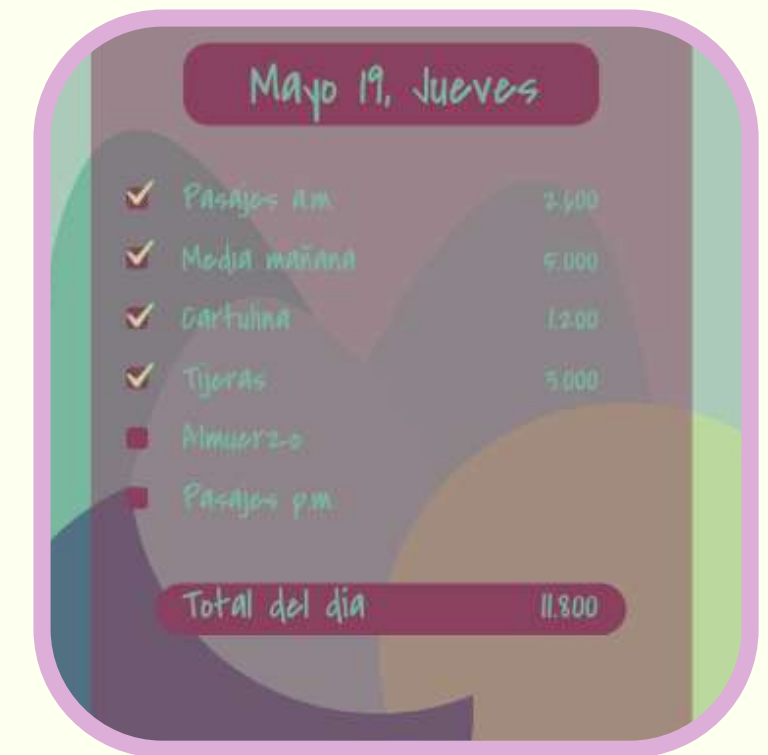 Mayo 19, Jueves
Pasajes a.m. 2.600
Media mañana 5.000
Cartulina 1.200
Tijeras 3.000
Almuerzo
Pasajes p.m.
Total del día 11.800